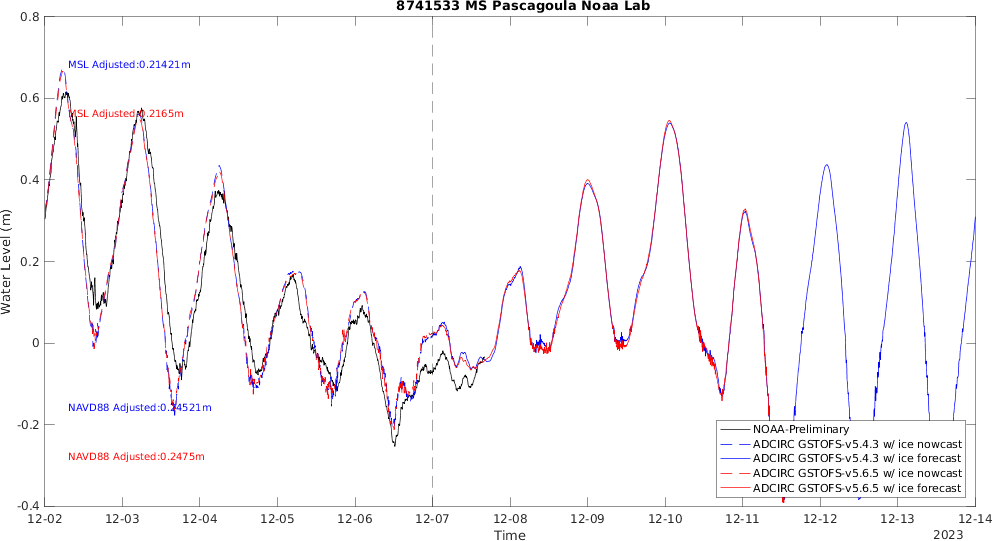 8741533 MS Pascagoula Noaa Lab
0.8
0.6
0.4
0.2
0
-0.2
-0.4
Water Level (m)
MSL Adjusted:0.21421m
MSL Adjusted:0.2165m
NAVD88 Adjusted:0.24521m
NAVD88 Adjusted:0.2475m
NOAA-Preliminary
ADCIRC GSTOFS-v5.4.3 w/ ice nowcast
ADCIRC GSTOFS-v5.4.3 w/ ice forecast
ADCIRC GSTOFS-v5.6.5 w/ ice nowcast
ADCIRC GSTOFS-v5.6.5 w/ ice forecast
12-02 12-03 12-04 12-05 12-06 12-07 12-08 12-09 12-10 12-11 12-12 12-13 12-14
Time
2023